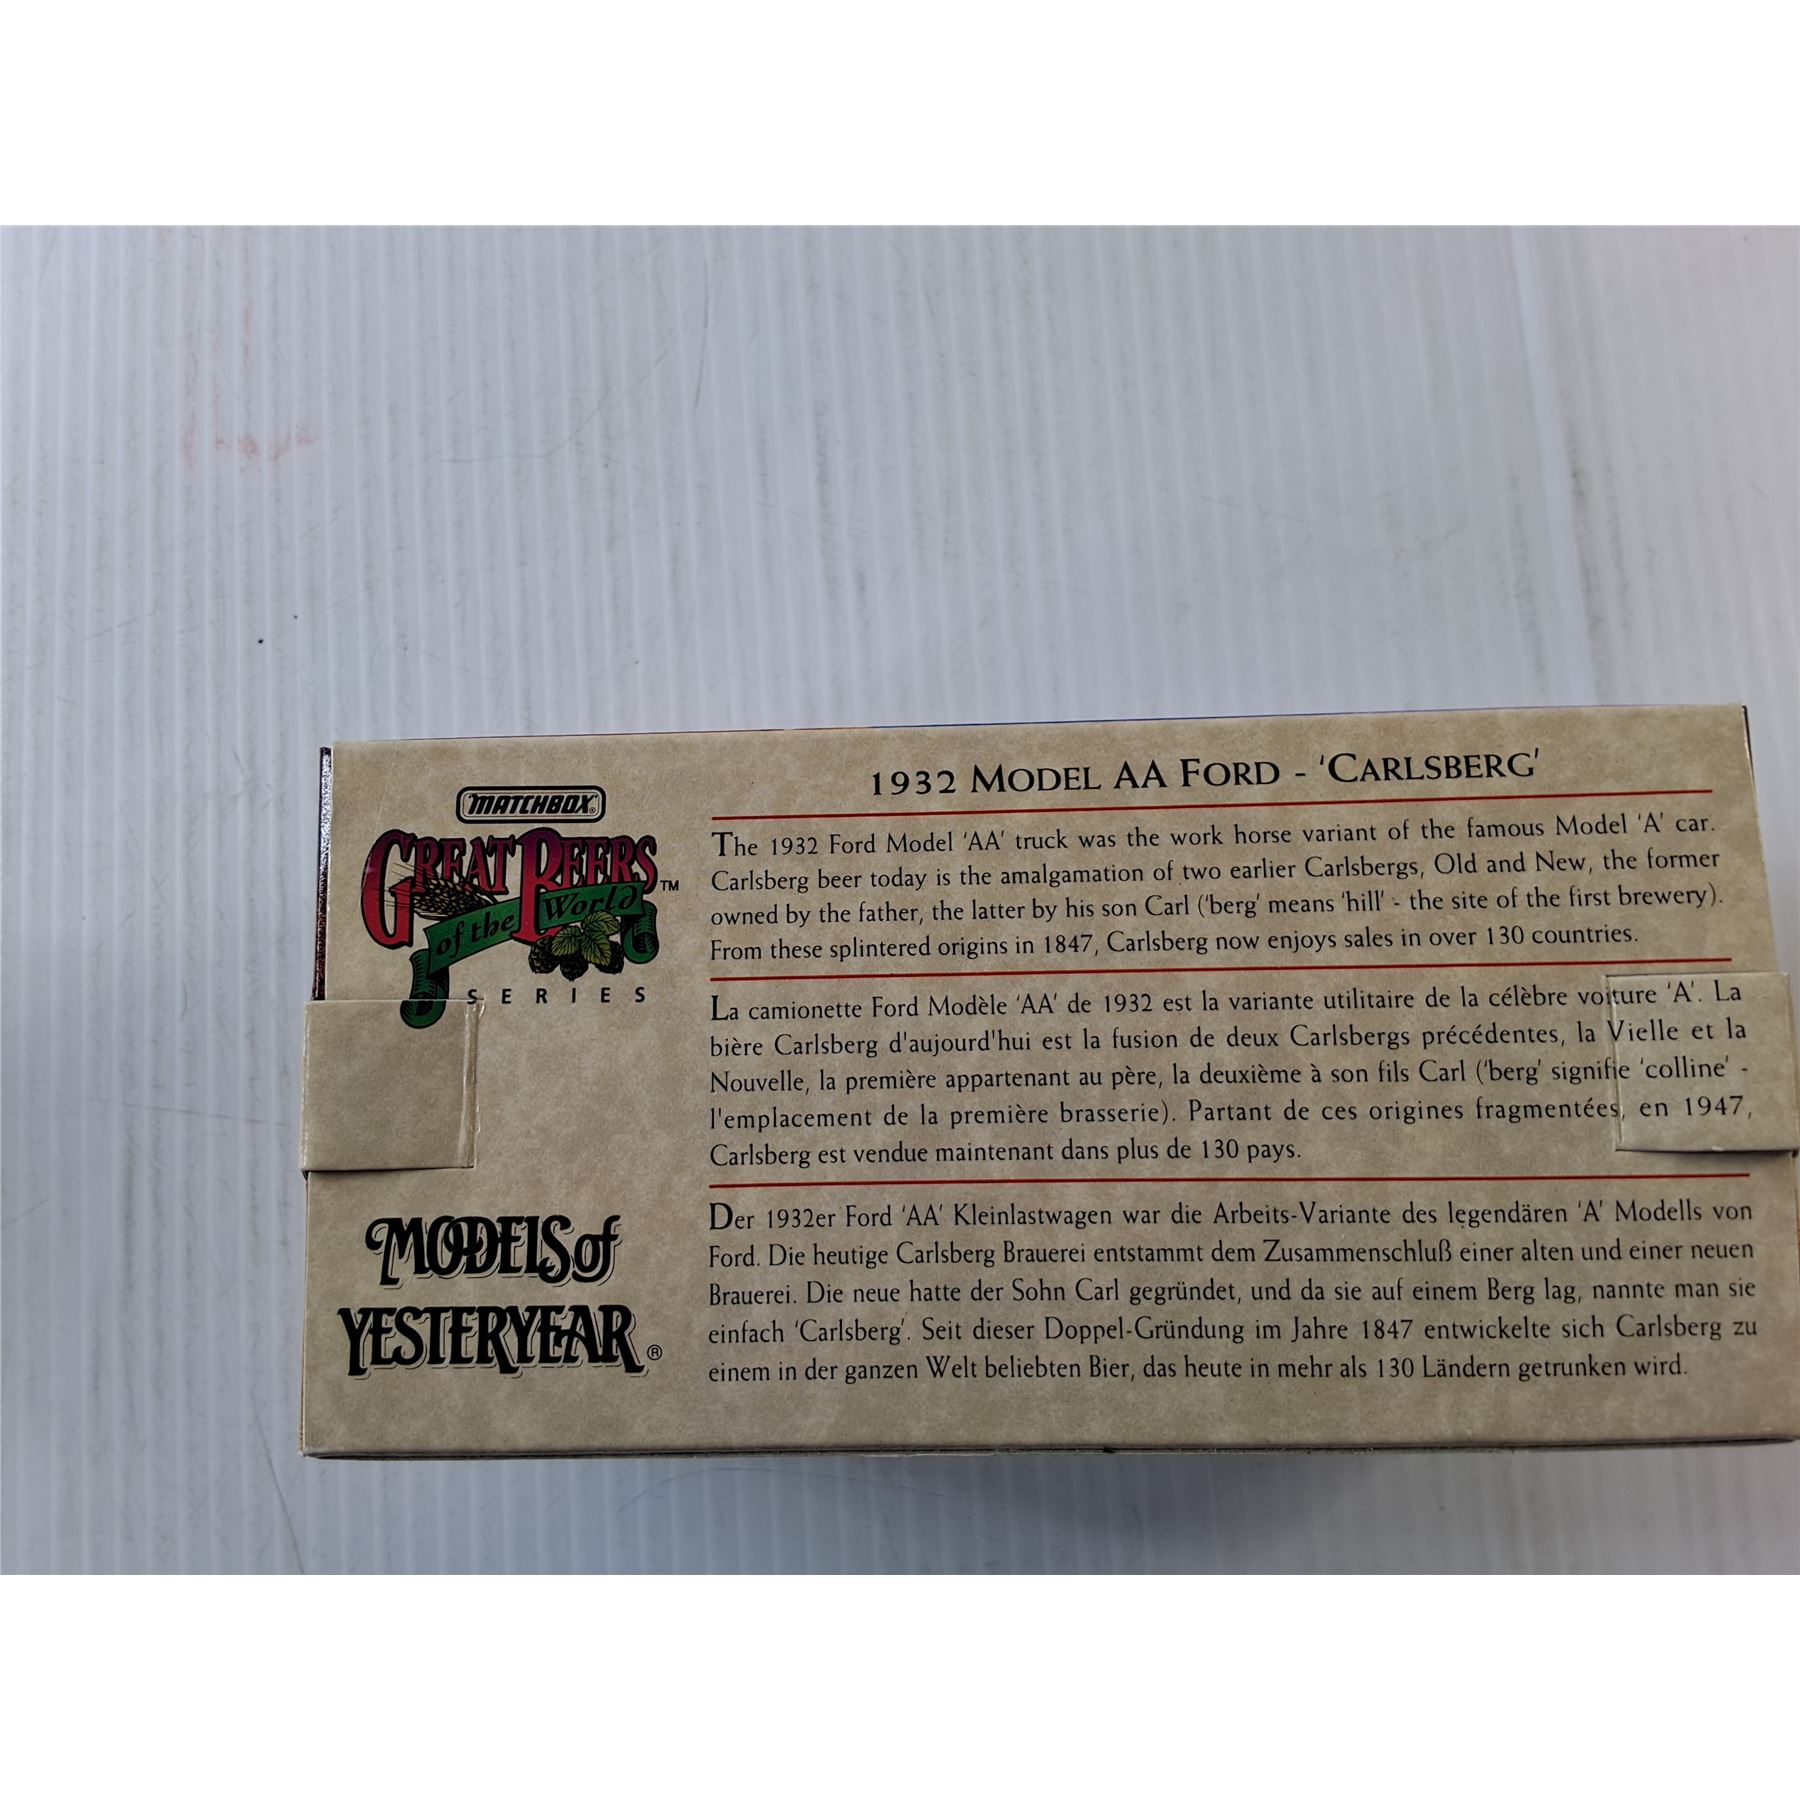 MATCHBOX®
GREAT BEERS™
of the World
SERIES
MODELS of
YESTERYEAR®
1932 MODEL AA FORD - 'CARLSBERG'
The 1932 Ford Model 'AA' truck was the work horse variant of the famous Model 'A' car.
Carlsberg beer today is the amalgamation of two earlier Carlsbergs, Old and New, the former
owned by the father, the latter by his son Carl ('berg' means 'hill' - the site of the first brewery).
From these splintered origins in 1847, Carlsberg now enjoys sales in over 130 countries.
La camionette Ford Modèle 'AA' de 1932 est la variante utilitaire de la célèbre voiture 'A'. La
bière Carlsberg d'aujourd'hui est la fusion de deux Carlsbergs précédentes, la Vielle et la
Nouvelle, la première appartenant au père, la deuxième à son fils Carl ('berg' signifie 'colline' -
l'emplacement de la première brasserie). Partant de ces origines fragmentées, en 1947,
Carlsberg est vendue maintenant dans plus de 130 pays.
Der 1932er Ford 'AA' Kleinlastwagen war die Arbeits-Variante des legendären 'A' Modells von
Ford. Die heutige Carlsberg Brauerei entstammt dem Zusammenschluß einer alten und einer neuen
Brauerei. Die neue hatte der Sohn Carl gegründet, und da sie auf einem Berg lag, nannte man sie
einfach 'Carlsberg'. Seit dieser Doppel-Gründung im Jahre 1847 entwickelte sich Carlsberg zu
einem in der ganzen Welt beliebten Bier, das heute in mehr als 130 Ländern getrunken wird.